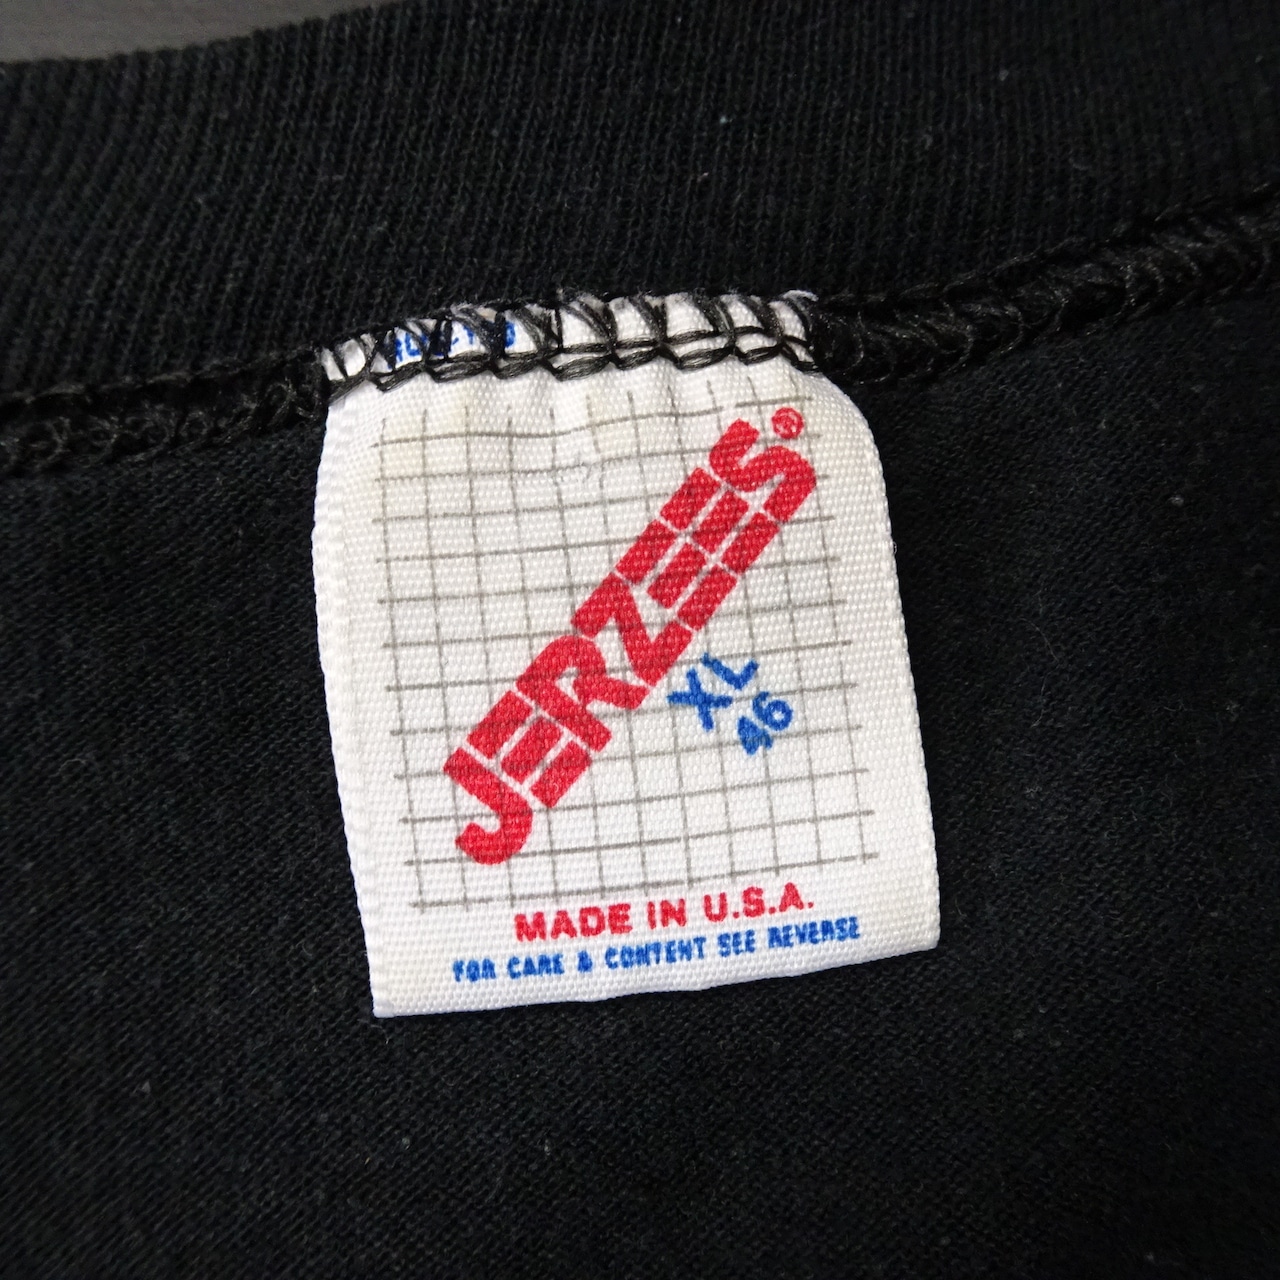 JERZEES®
XL
46
MADE IN U.S.A.
FOR CARE & CONTENT SEE REVERSE